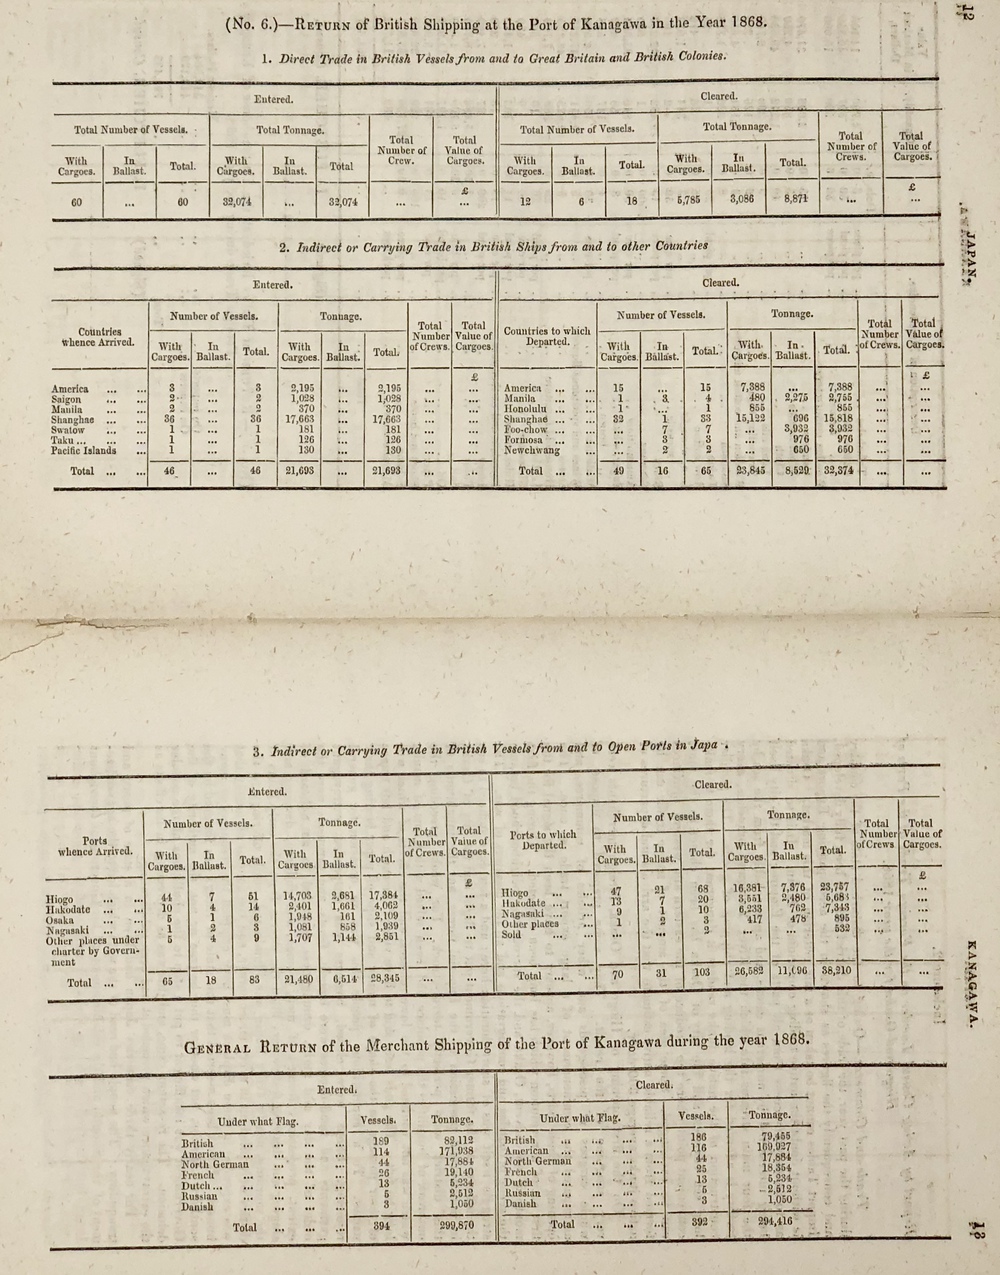 12
(No. 6.)—RETURN of British Shipping at the Port of Kanagawa in the Year 1868.
1. Direct Trade in British Vessels from and to Great Britain and British Colonies.
Entered. Cleared.
Total Number of Vessels. Total Tonnage. Total Number of Crew. Total Value of Cargoes. Total Number of Vessels. Total Tonnage. Total Number of Crews. Total Value of Cargoes.
With Cargoes. In Ballast. Total. With Cargoes. In Ballast. Total With Cargoes. In Ballast. Total. With Cargoes. In Ballast. Total.
£ £
60 ... 60 32,074 ... 32,074 ... ... 12 6 18 5,785 3,086 8,871 ... ...
JAPAN.
2. Indirect or Carrying Trade in British Ships from and to other Countries
Entered. Cleared.
Countries whence Arrived. Number of Vessels. Tonnage. Total Number of Crews. Total Value of Cargoes. Countries to which Departed. Number of Vessels. Tonnage. Total Number of Crews. Total Value of Cargoes.
With Cargoes. In Ballast. Total. With Cargoes. In Ballast. Total. With Cargoes. In Ballast. Total. With Cargoes. In Ballast. Total.
£ £
America ... ... 3 ... 3 2,195 ... 2,195 ... ... America ... ... 15 ... 15 7,388 ... 7,388 ... ...
Saigon ... ... 2 ... 2 1,028 ... 1,028 ... ... Manila ... ... 1 3 4 480 2,275 2,755 ... ...
Manila ... ... 2 ... 2 370 ... 370 ... ... Honolulu ... ... 1 ... 1 855 ... 855 ... ...
Shanghae ... ... 36 ... 36 17,663 ... 17,663 ... ... Shanghae ... ... 32 1 33 15,122 696 15,818 ... ...
Swatow ... ... 1 ... 1 181 ... 181 ... ... Foo-chow ... ... ... 7 7 ... 3,932 3,932 ... ...
Taku ... ... ... 1 ... 1 126 ... 126 ... ... Formosa ... ... ... 3 3 ... 976 976 ... ...
Pacific Islands ... 1 ... 1 130 ... 130 ... ... Newchwang ... ... 2 2 ... 650 650 ... ...
Total ... ... 46 ... 46 21,693 ... 21,693 ... ... Total ... ... 49 16 65 23,845 8,529 32,374 ... ...
3. Indirect or Carrying Trade in British Vessels from and to Open Ports in Japa .
Entered. Cleared.
Ports whence Arrived. Number of Vessels. Tonnage. Total Number of Crews. Total Value of Cargoes. Ports to which Departed. Number of Vessels. Tonnage. Total Number of Crews Total Value of Cargoes.
With Cargoes. In Ballast. Total. With Cargoes In Ballast. Total. With Cargoes. In Ballast. Total. With Cargoes. In Ballast. Total.
£ £
Hiogo ... ... 44 7 51 14,703 2,681 17,384 ... ... Hiogo ... ... 47 21 68 16,381 7,376 23,757 ... ...
Hakodate ... ... 10 4 14 2,401 1,661 4,062 ... ... Hakodate ... ... 13 7 20 3,551 2,480 ... ...
Osaka ... ... 5 1 6 1,948 161 2,109 ... ... Nagasaki ... ... 9 1 10 6,233 762 ... ...
Nagasaki ... ... 1 2 3 1,081 858 1,939 ... ... Other places ... 1 2 3 417 478 895 ... ...
Other places under charter by Government 5 4 9 1,707 1,144 2,851 ... ... Sold ... ... ... ... 2 ... ... 532 ... ...
Total ... ... 65 18 83 21,480 6,514 28,345 ... ... Total ... ... 70 31 103 26,582 38,210 ... ...
KANAGAWA.
GENERAL RETURN of the Merchant Shipping of the Port of Kanagawa during the year 1868.
Entered. Cleared.
Under what Flag. Vessels. Tonnage. Under what Flag. Vessels. Tonnage.
British ... ... ... ... 189 82,112 British ... ... ... ... 186 79,455
American ... ... ... ... 114 171,938 American ... ... ... ... 116 169,927
North German ... ... ... 44 17,884 North German ... ... ... 44 17,884
French ... ... ... ... 26 19,140 French ... ... ... ... 25 18,354
Dutch ... ... ... ... ... 13 5,234 Dutch ... ... ... ... 13 5,234
Russian ... ... ... ... 5 2,512 Russian ... ... ... ... 5 2,512
Danish ... ... ... ... 3 1,050 Danish ... ... ... ... 3 1,050
Total ... ... ... 394 299,870 Total ... ... ... 392 294,416